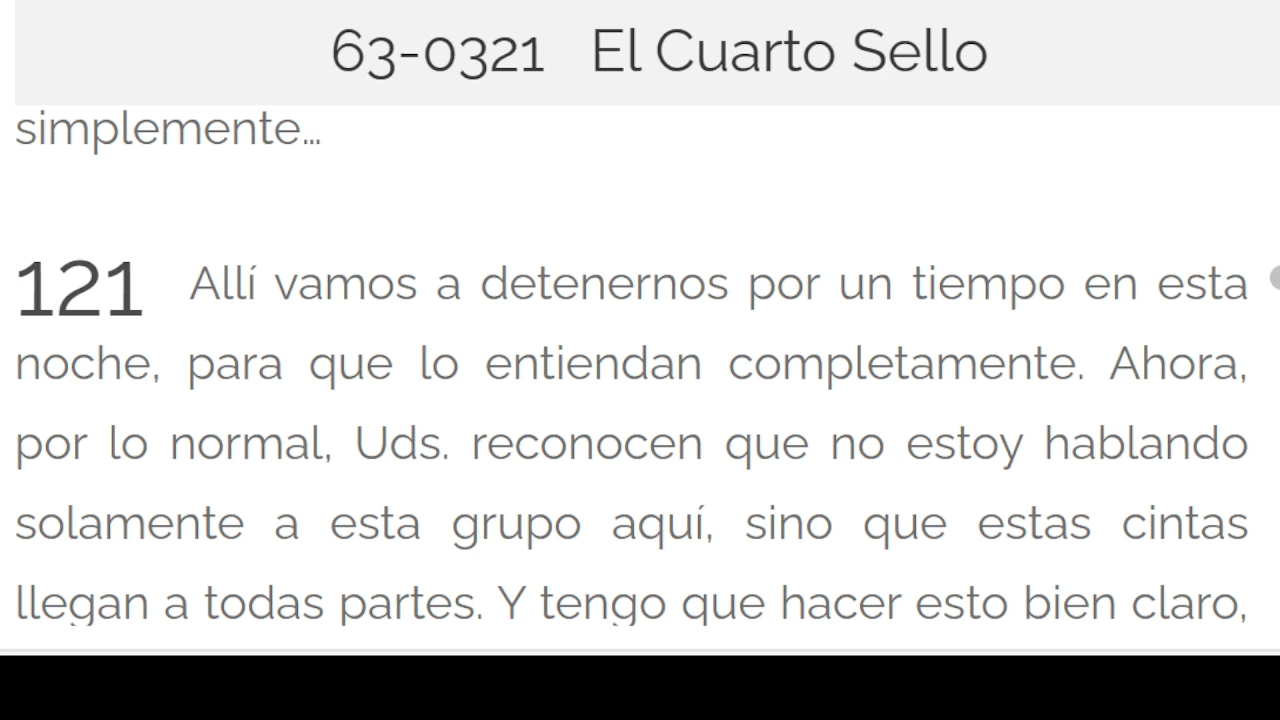 63-0321 El Cuarto Sello
simplemente...
121 Allí vamos a detenernos por un tiempo en esta
noche, para que lo entiendan completamente. Ahora,
por lo normal, Uds. reconocen que no estoy hablando
solamente a esta grupo aquí, sino que estas cintas
llegan a todas partes. Y tengo que hacer esto bien claro,